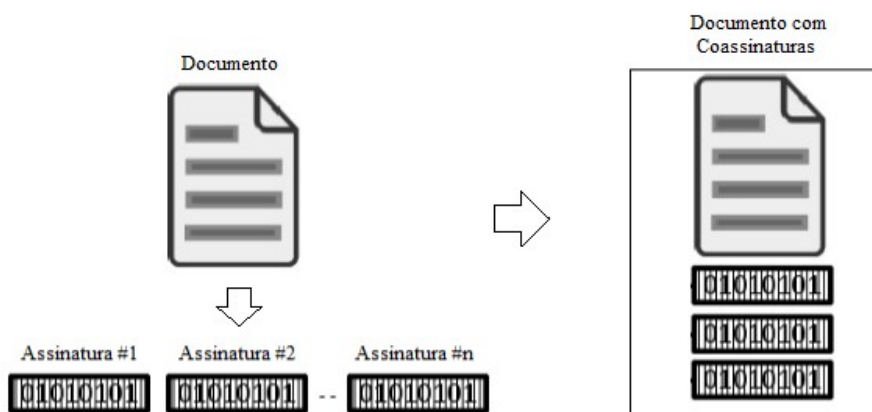 Documento com
Coassinaturas
Documento
Assinatura #1
Assinatura #2
Assinatura #n
01010101
01010101
- -
01010101
01010101
01010101
01010101